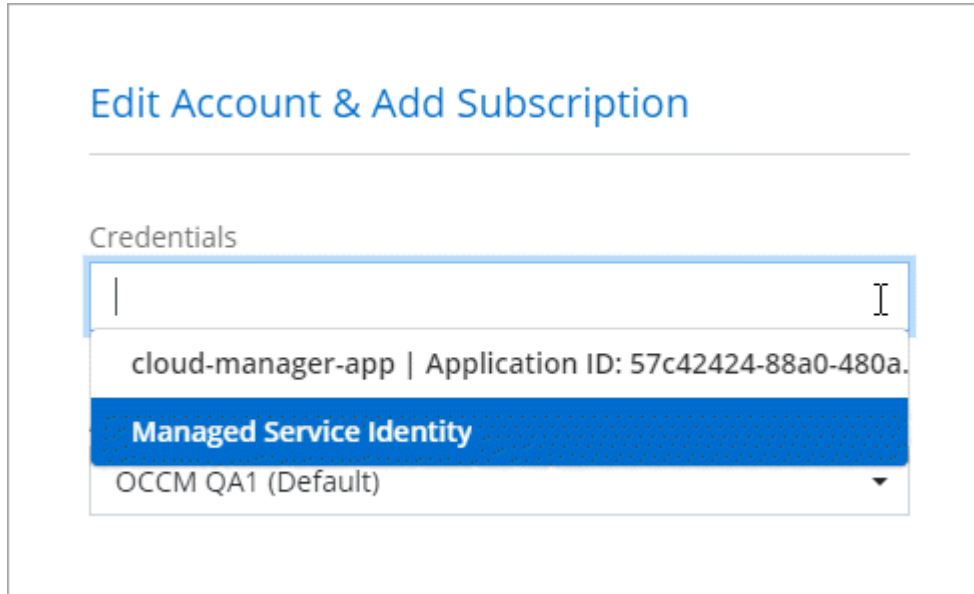 Edit Account & Add Subscription
Credentials
cloud-manager-app | Application ID: 57c42424-88a0-480a.
Managed Service Identity
OCCM QA1 (Default)